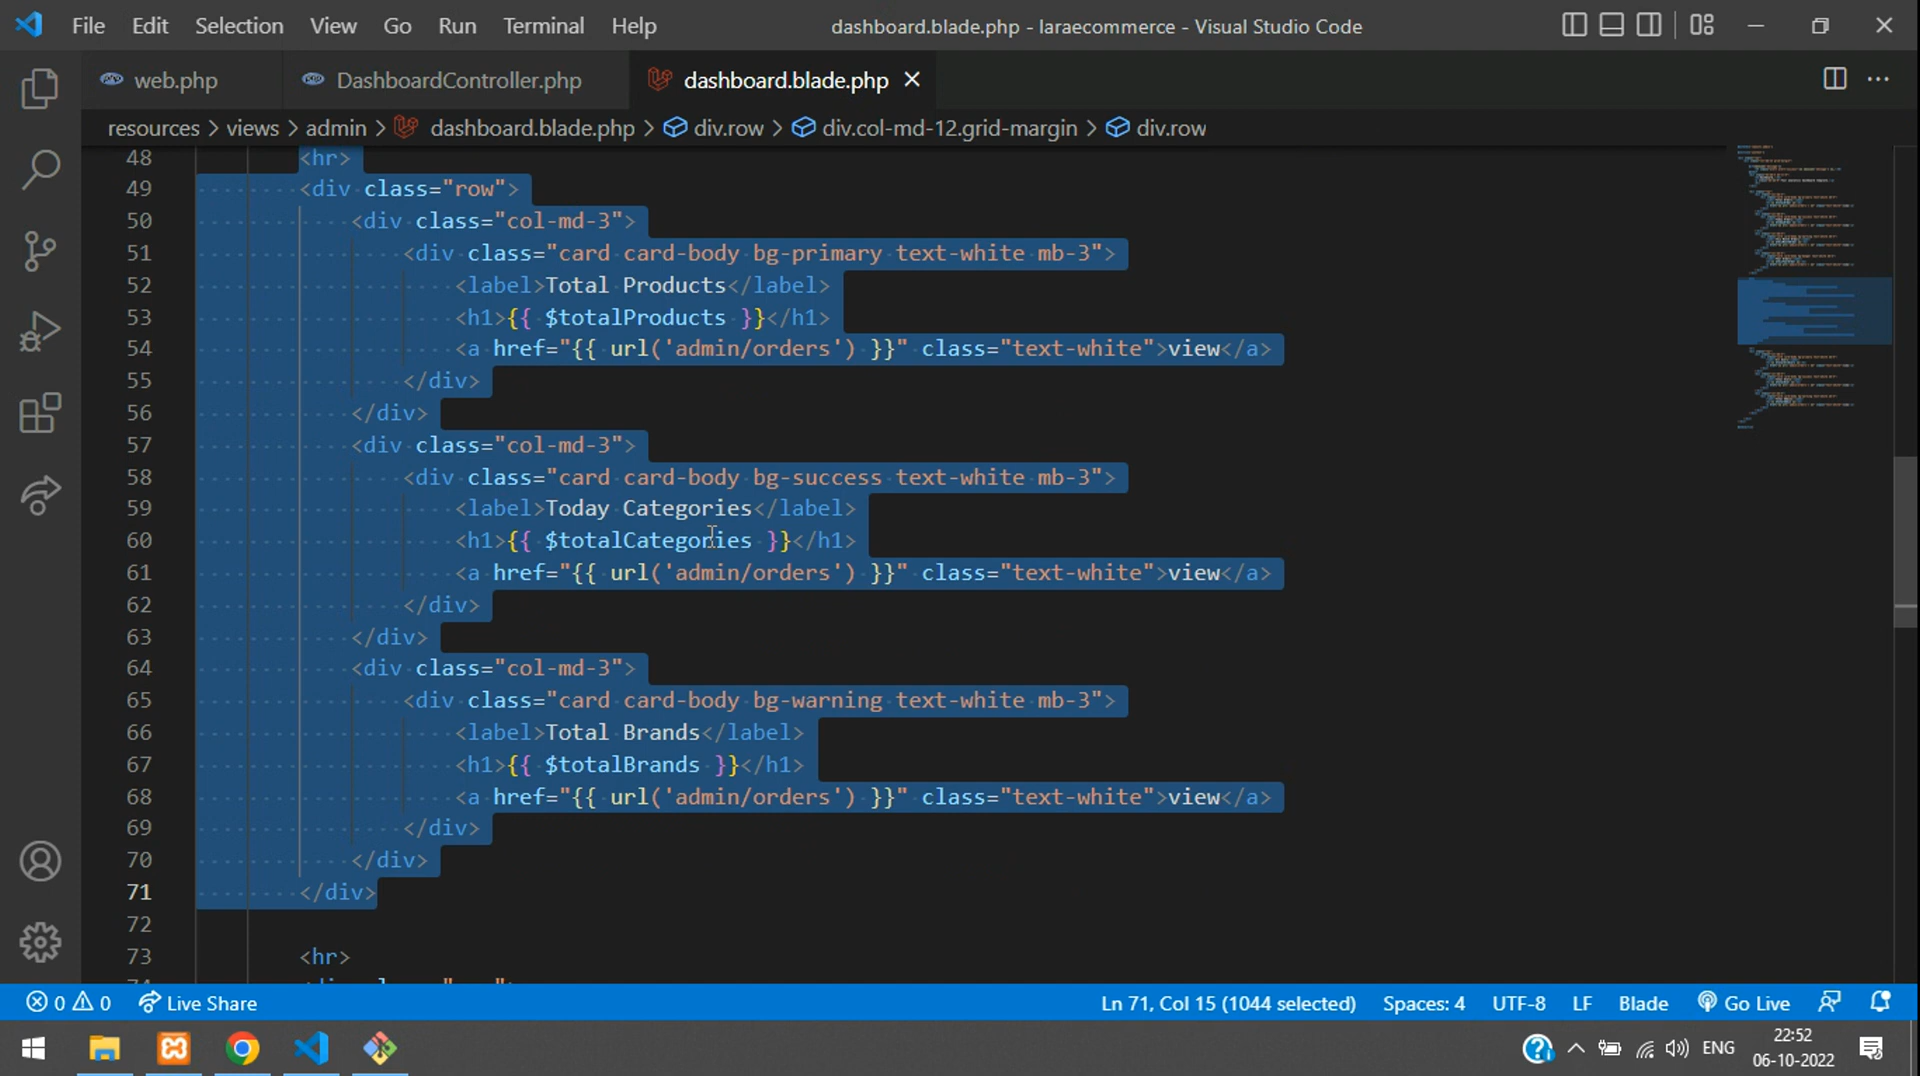 File Edit Selection View Go Run Terminal Help dashboard.blade.php - laraecommerce - Visual Studio Code
web.php DashboardController.php dashboard.blade.php
resources > views > admin > dashboard.blade.php > div.row > div.col-md-12.grid-margin > div.row
48 <hr>
49 <div class="row">
50 <div class="col-md-3">
51 <div class="card card-body bg-primary text-white mb-3">
52 <label>Total Products</label>
53 <h1>{{ $totalProducts }}</h1>
54 <a href="{{ url('admin/orders') }}" class="text-white">view</a>
55 </div>
56 </div>
57 <div class="col-md-3">
58 <div class="card card-body bg-success text-white mb-3">
59 <label>Today Categories</label>
60 <h1>{{ $totalCategories }}</h1>
61 <a href="{{ url('admin/orders') }}" class="text-white">view</a>
62 </div>
63 </div>
64 <div class="col-md-3">
65 <div class="card card-body bg-warning text-white mb-3">
66 <label>Total Brands</label>
67 <h1>{{ $totalBrands }}</h1>
68 <a href="{{ url('admin/orders') }}" class="text-white">view</a>
69 </div>
70 </div>
71 </div>
72
73 <hr>
0 0 Live Share Ln 71, Col 15 (1044 selected) Spaces: 4 UTF-8 LF Blade Go Live
ENG 22:52
06-10-2022